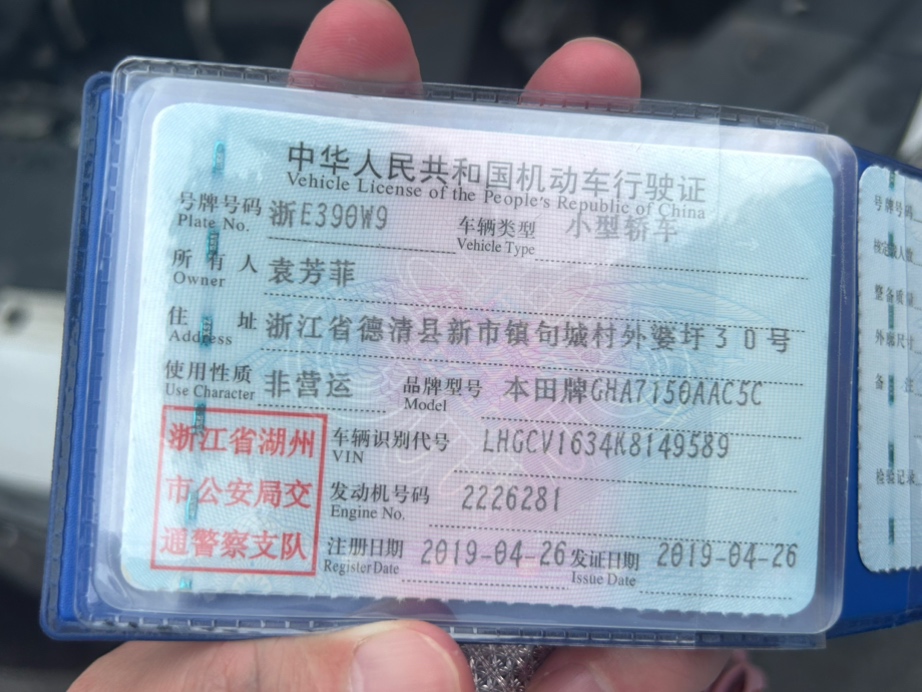 中华人民共和国机动车行驶证
Vehicle License of the People's Republic of China
号牌号码 浙E390W9 车辆类型 小型轿车
Plate No. Vehicle Type
所有人 袁芳菲
Owner
住址 浙江省德清县新市镇句城村外婆圩30号
Address
使用性质 非营运 品牌型号 本田牌GHA7150AAC5C
Use Character Model
浙江省湖州
市公安局交
通警察支队
车辆识别代号 LHGCV1634K8149589
VIN
发动机号码 2226281
Engine No.
注册日期 2019-04-26 发证日期 2019-04-26
Register Date Issue Date
号牌号码
整备质
外廓尺寸
备注
检验记录